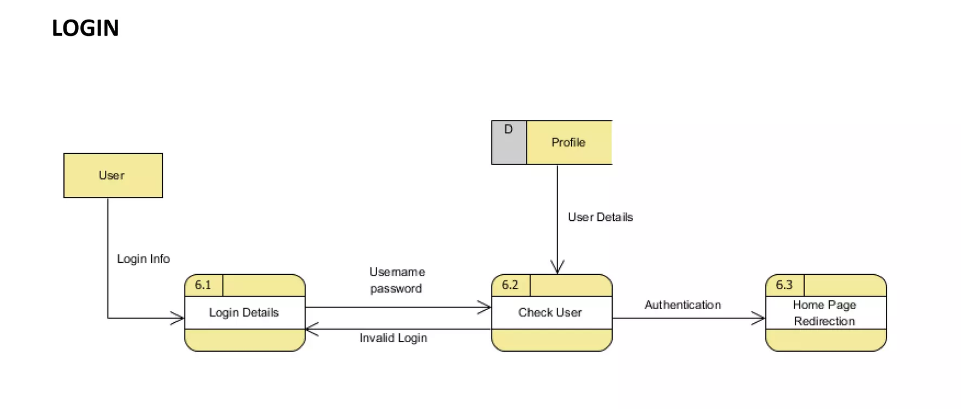 LOGIN
D
Profile
User
User Details
Login Info
6.1
Login Details
Username
password
Invalid Login
6.2
Check User
Authentication
6.3
Home Page
Redirection